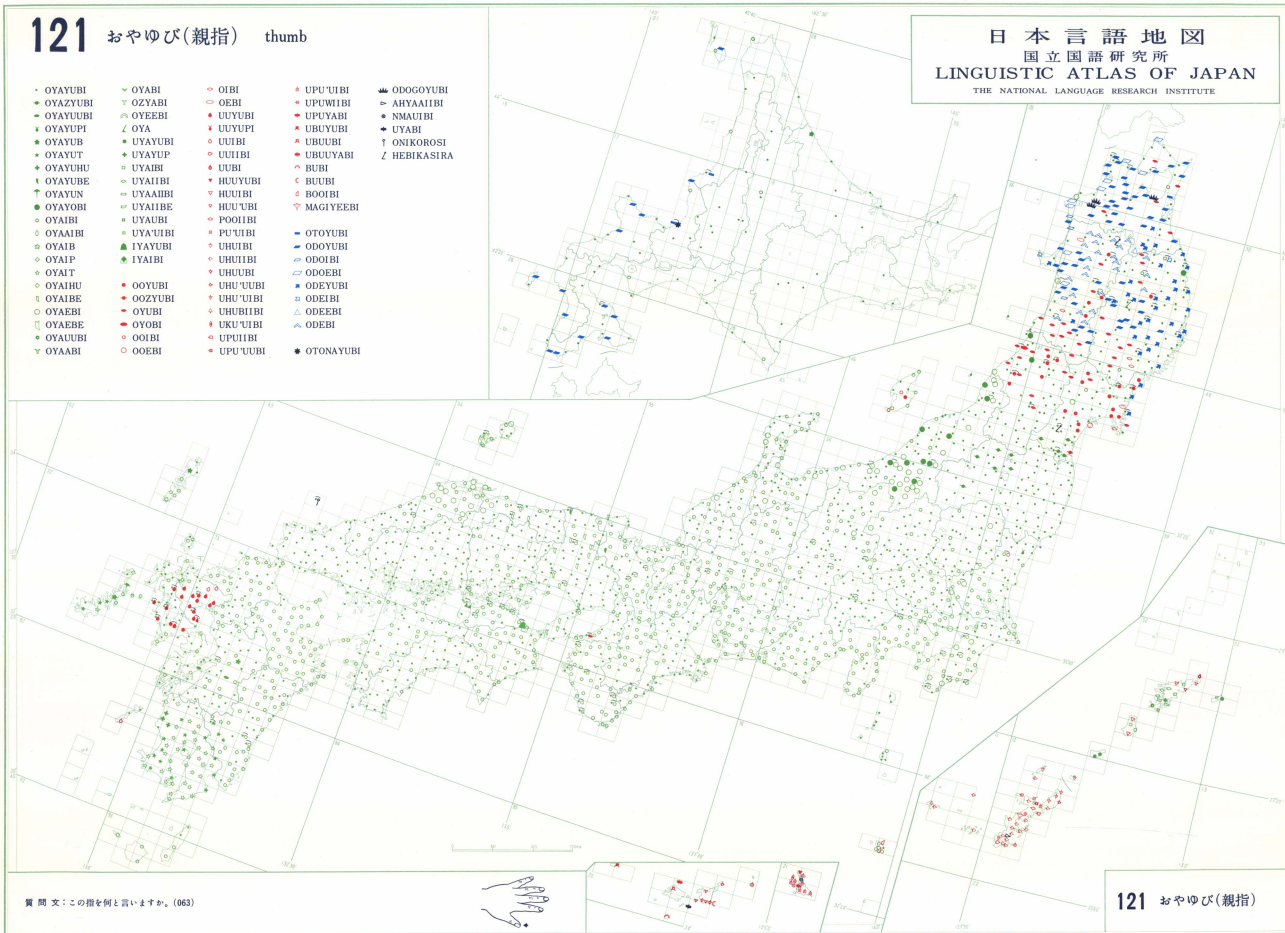 121 おやゆび(親指) thumb
日本言語地図
国立国語研究所
LINGUISTIC ATLAS OF JAPAN
THE NATIONAL LANGUAGE RESEARCH INSTITUTE
OYAYUBI
OYAZYUBI
OYAYUUBI
OYAYUPI
OYAYUB
OYAYUT
OYAYUHU
OYAYUBE
OYAYUN
OYAYOBI
OYAIBI
OYAAIBI
OYAIB
OYAIP
OYAIT
OYAIHU
OYAIBE
OYAEBI
OYAEBE
OYAUUBI
OYAABI
OYABI
OZYABI
OYEEBI
OYA
UYAYUBI
UYAYUP
UYAIBI
UYAIIBI
UYAAIIBI
UYAIIBE
UYAUBI
UYA'UIBI
IYAYUBI
IYAIBI
OOYUBI
OOZYUBI
OYUBI
OYOBI
OOIBI
OOEBI
OIBI
OEBI
UUYUBI
UUYUPI
UUIBI
UUIIBI
UUBI
HUUYUBI
HUUIBI
HUU'UBI
POOIIBI
PU'UIBI
UHUIBI
UHUIIBI
UHUUBI
UHU'UUBI
UHU'UIBI
UHUBIIBI
UKU'UIBI
UPUIIBI
UPU'UUBI
UPU'UIBI
UPUWIIBI
UPUYABI
UBUYUBI
UBUUBI
UBUUYABI
BUBI
BUUBI
BOOIBI
MAGIYEEBI
OTOYUBI
ODOYUBI
ODOIBI
ODOEBI
ODEYUBI
ODEIBI
ODEEBI
ODEBI
OTONAYUBI
ODOGOYUBI
AHYAAIIBI
NMAUIBI
UYABI
ONIKOROSI
HEBIKASIRA
質問文：この指を何と言いますか。(063)
121 おやゆび(親指)